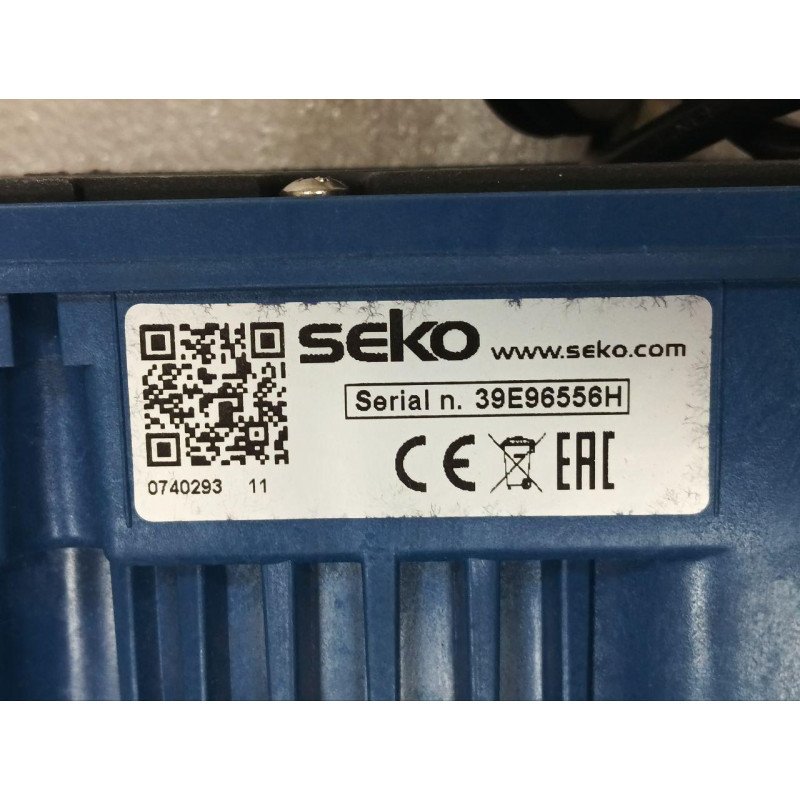 SEKO www.seko.com
Serial n. 39E96556H
CE EAC
0740293 11